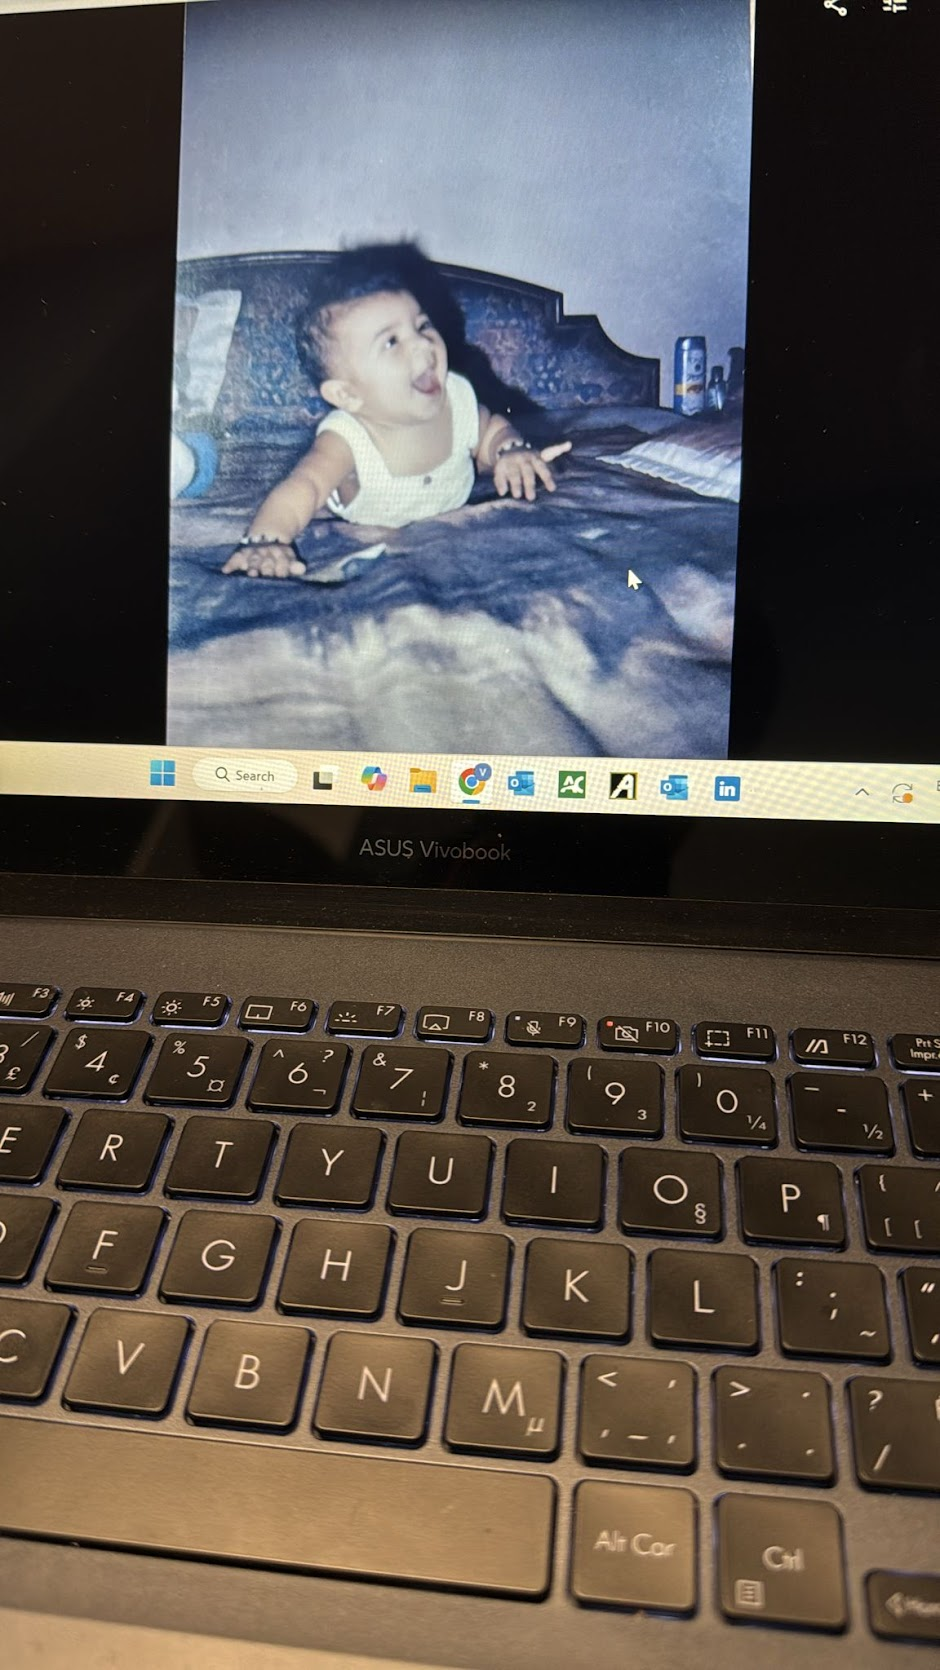 Search
V
in
ASUS Vivobook
F3 F4 F5 F6 F7 F8 F9 F10 F11 F12 Prt S
Impr.é
/ £ $ 4 ¢ % 5 ¤ ^ 6 ? ¬ & 7 ¦ * 8 2 ( 9 3 ) 0 ¼ _ - ½ +
E R T Y U I O § P ¶ { [ [ ^
F G H J K L : ; ~ "
C V B N M µ < ' , _ , > . . . ? /
Alt Car Ctrl